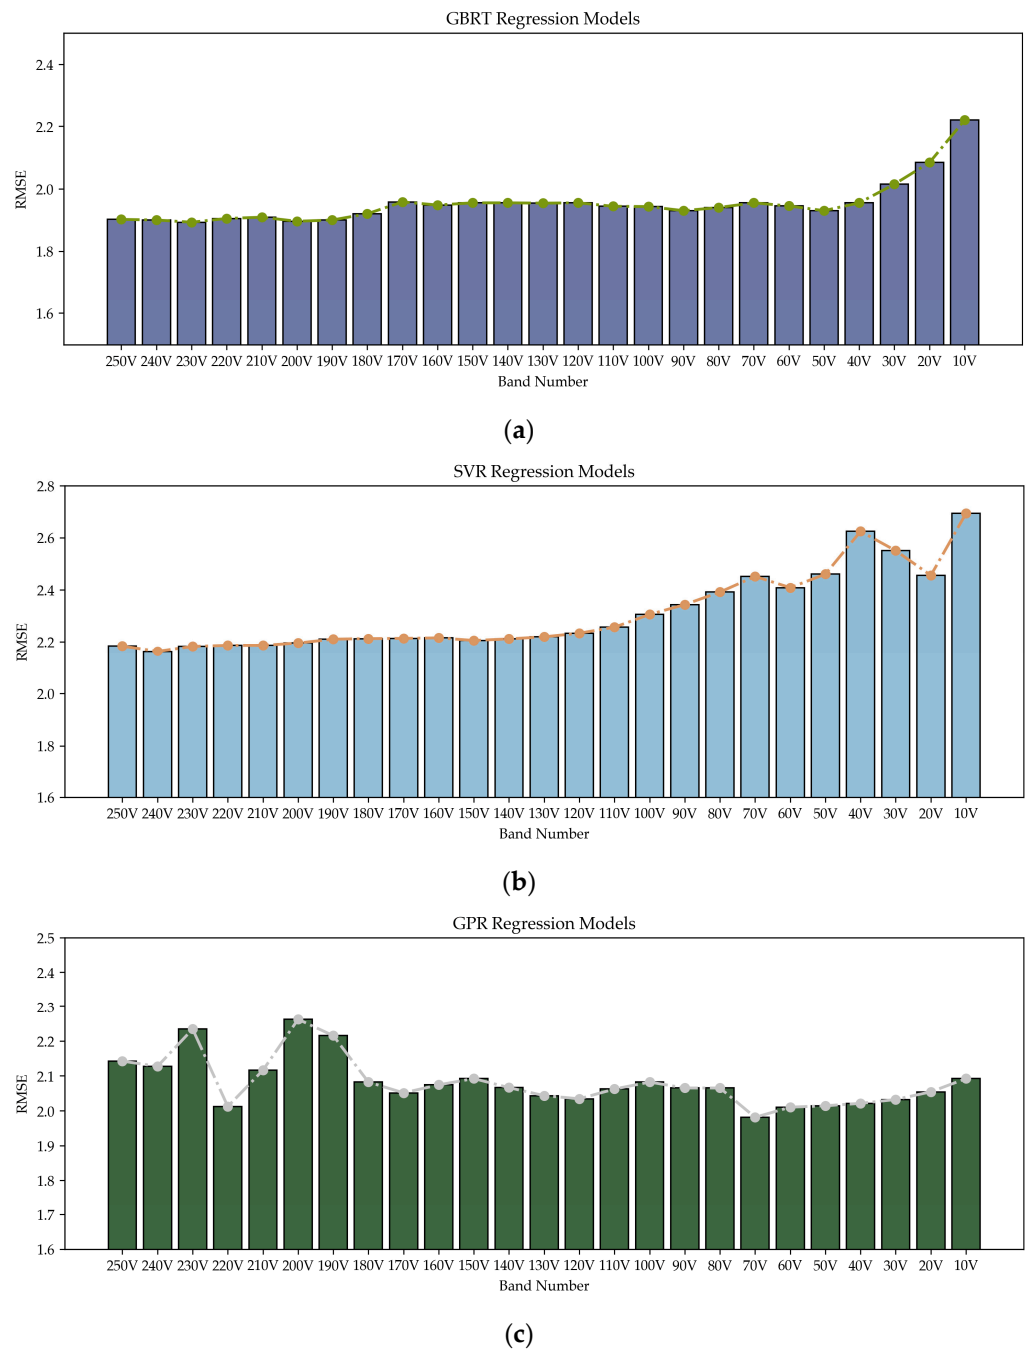 GBRT Regression Models
2.4
2.2
2.0
1.8
1.6
RMSE
250V 240V 230V 220V 210V 200V 190V 180V 170V 160V 150V 140V 130V 120V 110V 100V 90V 80V 70V 60V 50V 40V 30V 20V 10V
Band Number
(a)
SVR Regression Models
2.8
2.6
2.4
2.2
2.0
1.8
1.6
RMSE
250V 240V 230V 220V 210V 200V 190V 180V 170V 160V 150V 140V 130V 120V 110V 100V 90V 80V 70V 60V 50V 40V 30V 20V 10V
Band Number
(b)
GPR Regression Models
2.5
2.4
2.3
2.2
2.1
2.0
1.9
1.8
1.7
1.6
RMSE
250V 240V 230V 220V 210V 200V 190V 180V 170V 160V 150V 140V 130V 120V 110V 100V 90V 80V 70V 60V 50V 40V 30V 20V 10V
Band Number
(c)